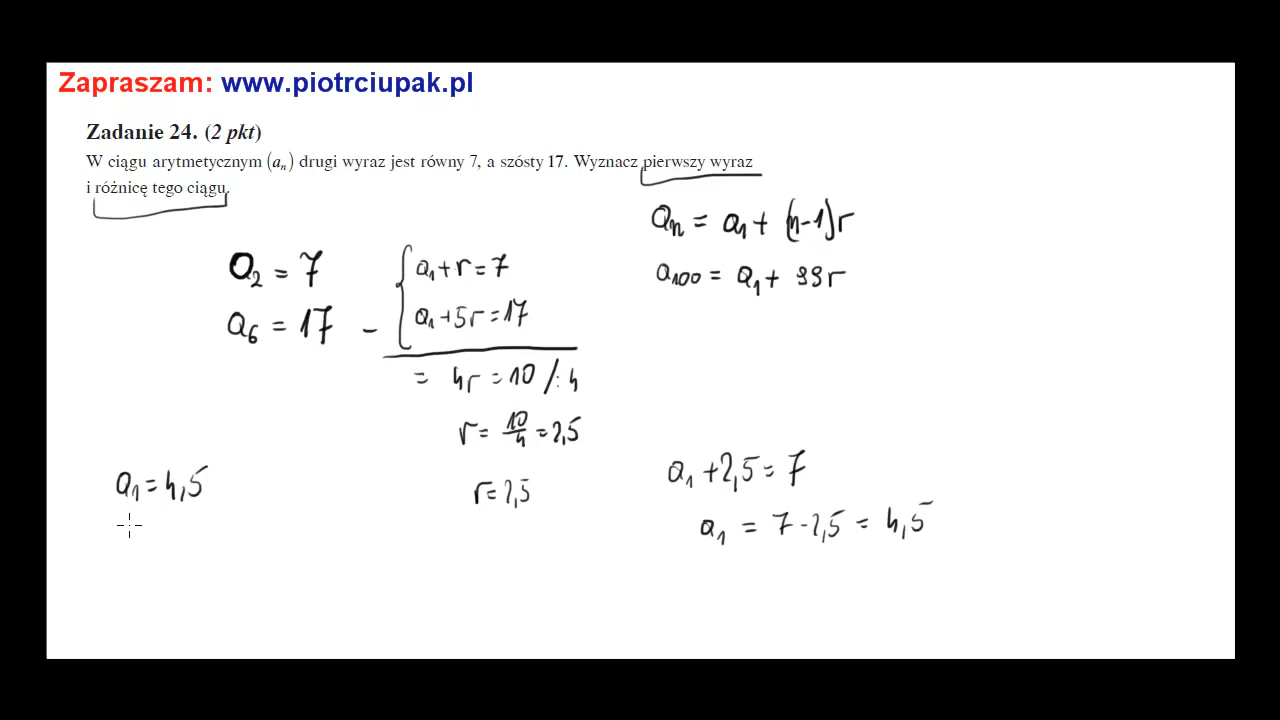 Zapraszam: www.piotrciupak.pl
Zadanie 24. (2 pkt)
W ciągu arytmetycznym (aₙ) drugi wyraz jest równy 7, a szósty 17. Wyznacz pierwszy wyraz
i różnicę tego ciągu.
aₙ = a₁ + (n-1)r
a₁₀₀ = a₁ + 99r
a₂ = 7
a₆ = 17
a₁ + r = 7
- a₁ + 5r = 17
= 4r = 10 /: 4
r = 10/4 = 2,5
r = 2,5
a₁ + 2,5 = 7
a₁ = 7 - 2,5 = 4,5
a₁ = 4,5